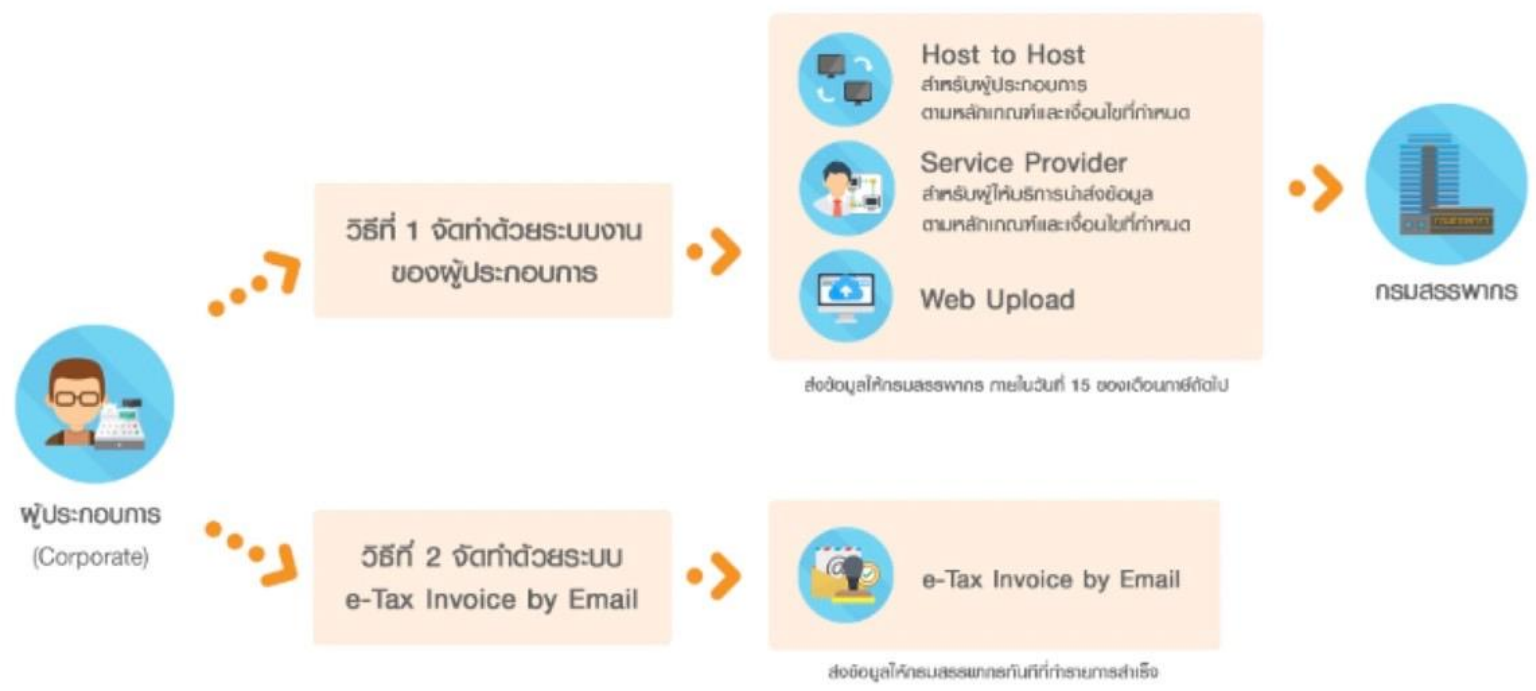 Host to Host
สำหรับผู้ประกอบการ
ตามหลักเกณฑ์และเงื่อนไขที่กำหนด
Service Provider
สำหรับผู้ให้บริการนำส่งข้อมูล
ตามหลักเกณฑ์และเงื่อนไขที่กำหนด
Web Upload
ส่งข้อมูลให้กรมสรรพากร ภายในวันที่ 15 ของเดือนภาษีถัดไป
วิธีที่ 1 จัดทำด้วยระบบงาน
ของผู้ประกอบการ
กรมสรรพากร
กรมสรรพากร
ผู้ประกอบการ
(Corporate)
วิธีที่ 2 จัดทำด้วยระบบ
e-Tax Invoice by Email
e-Tax Invoice by Email
ส่งข้อมูลให้กรมสรรพากรทันทีที่ทำรายการสำเร็จ